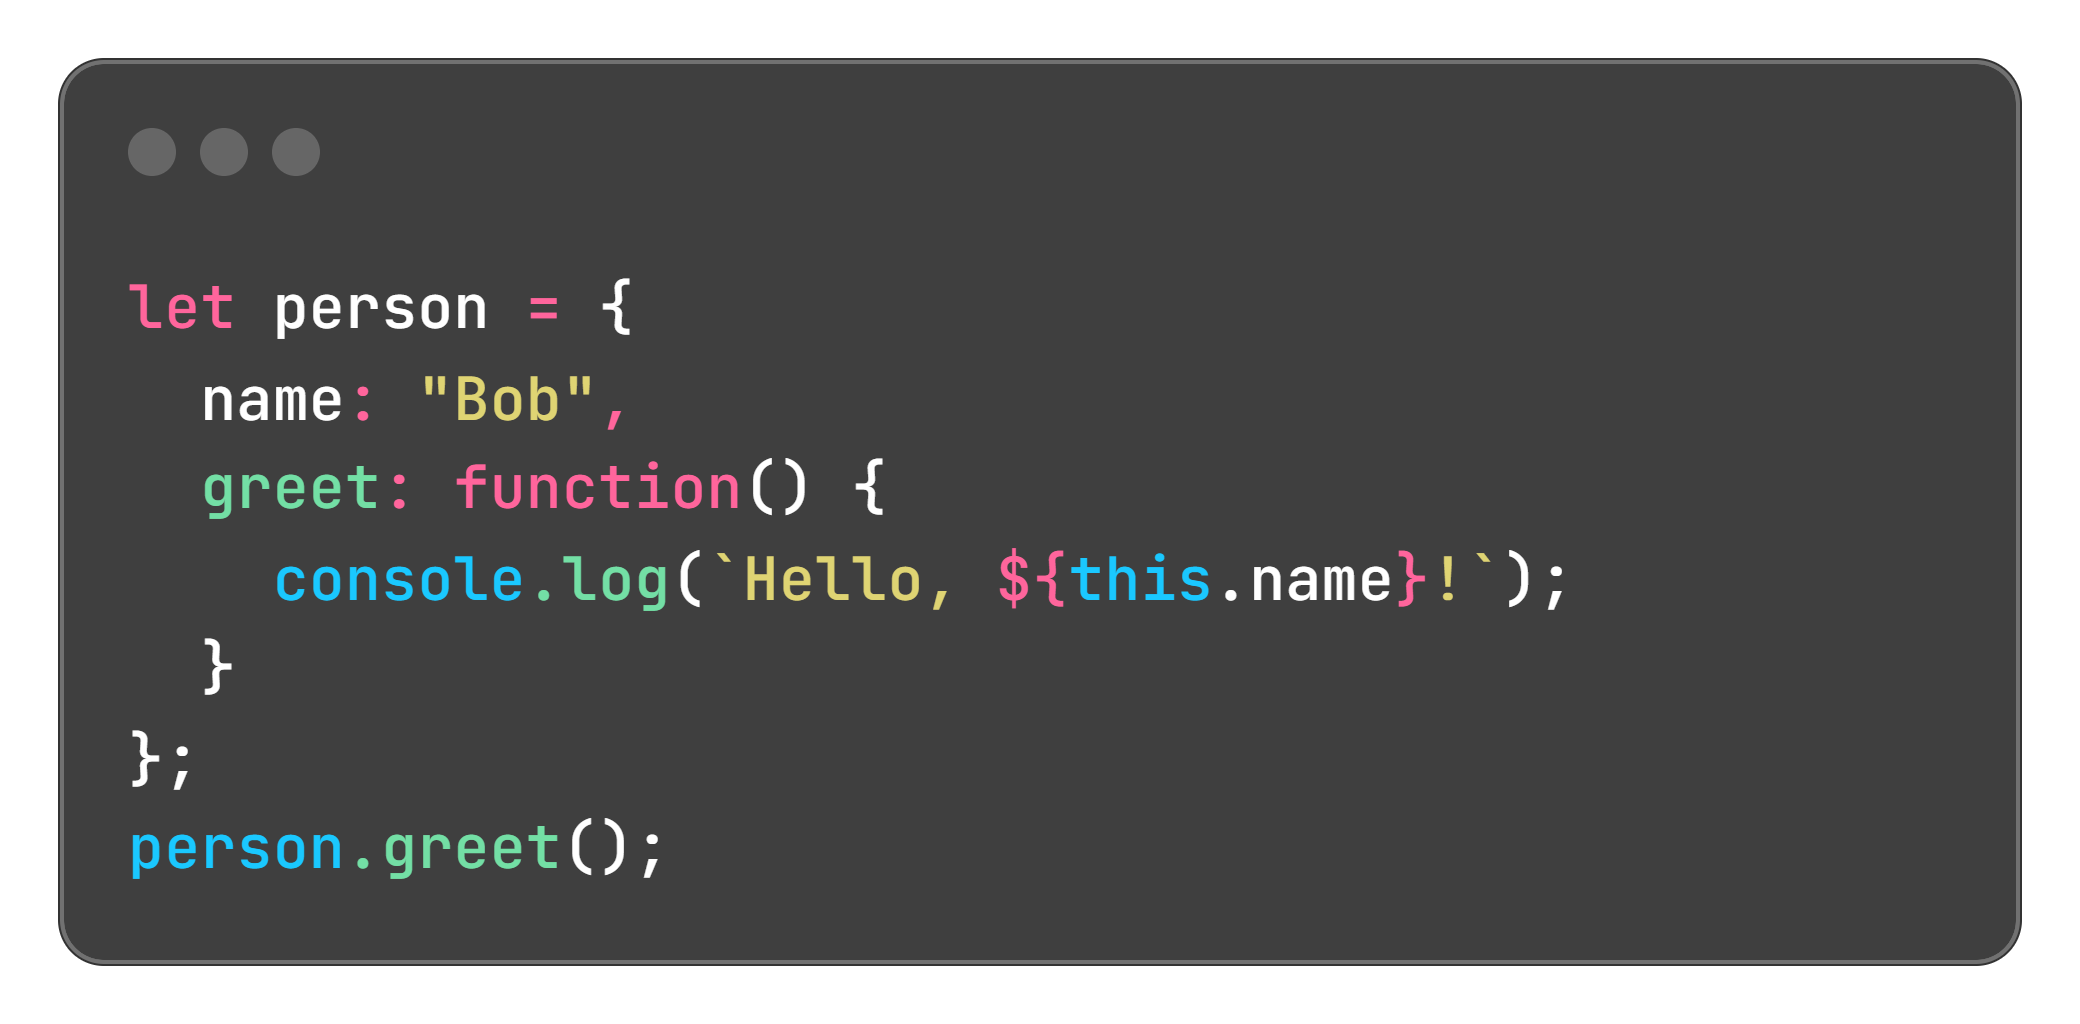 let person = {
  name: "Bob",
  greet: function() {
    console.log(`Hello, ${this.name}!`);
  }
};
person.greet();